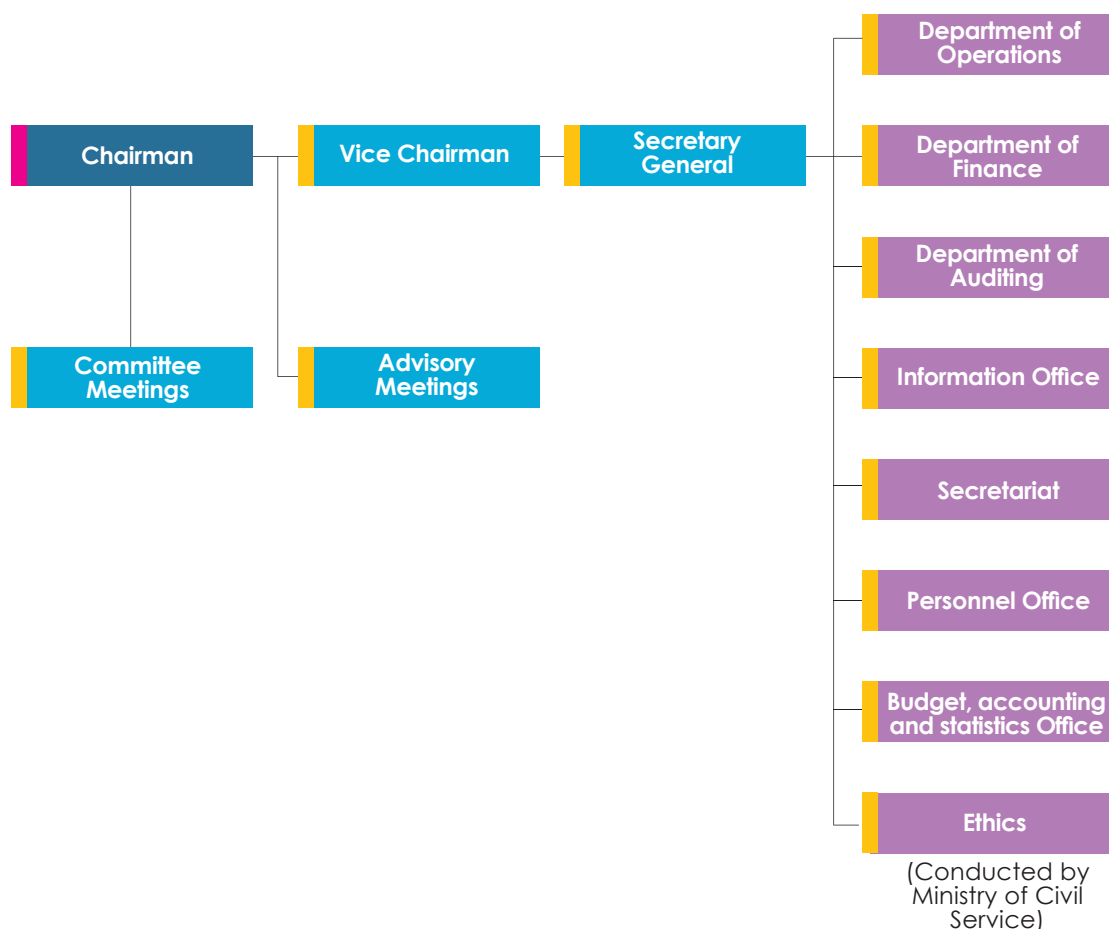 Chairman
Vice Chairman
Secretary
General
Committee
Meetings
Advisory
Meetings
Department of
Operations
Department of
Finance
Department of
Auditing
Information Office
Secretariat
Personnel Office
Budget, accounting
and statistics Office
Ethics
(Conducted by
Ministry of Civil
Service)